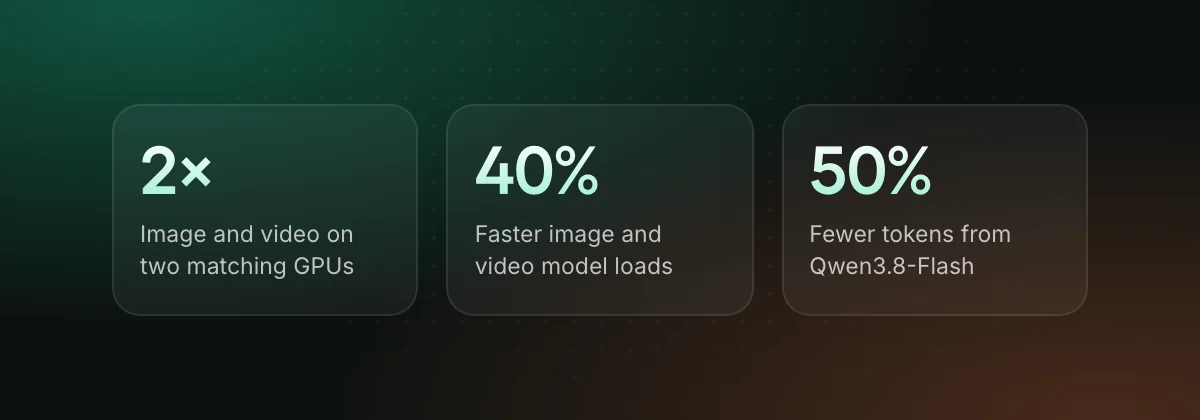 2×
Image and video on
two matching GPUs
40%
Faster image and
video model loads
50%
Fewer tokens from
Qwen3.8-Flash